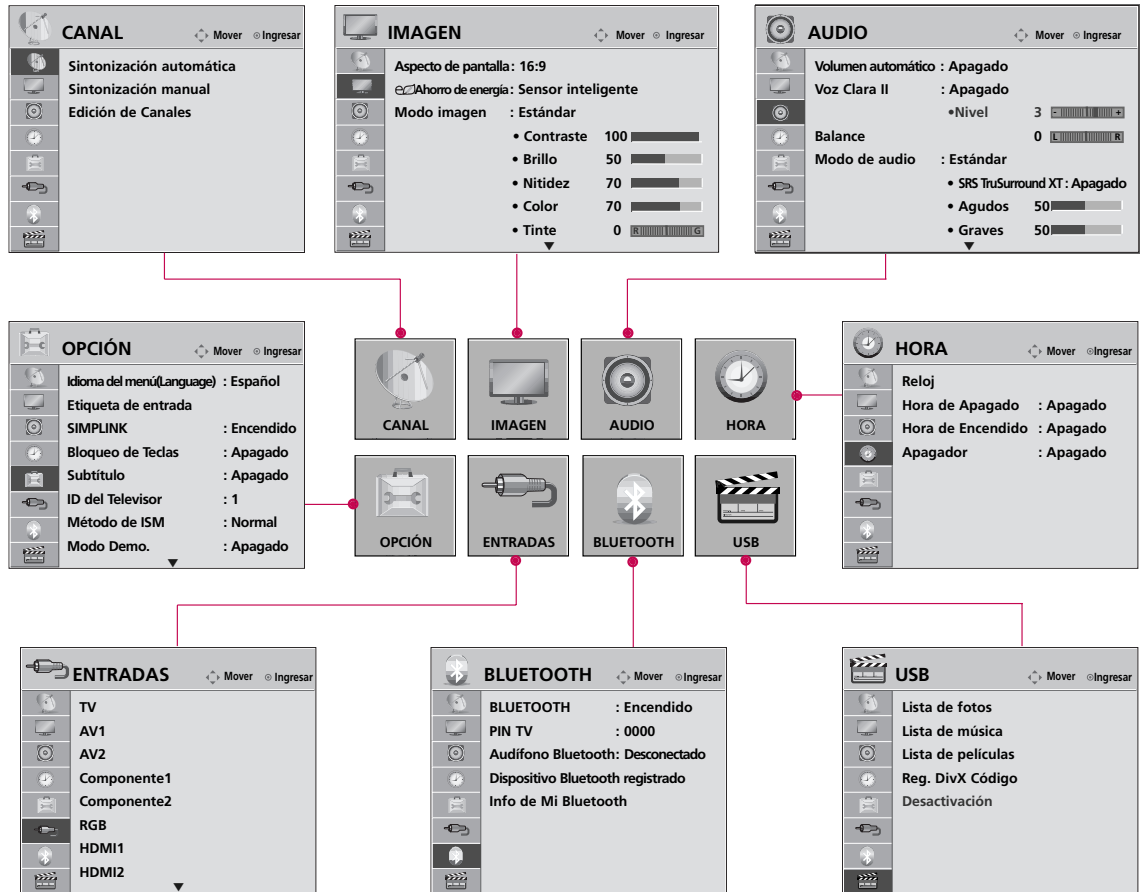 CANAL Mover Ingresar
Sintonización automática
Sintonización manual
Edición de Canales
IMAGEN Mover Ingresar
Aspecto de pantalla : 16:9
Ahorro de energía : Sensor inteligente
Modo imagen : Estándar
• Contraste 100
• Brillo 50
• Nitidez 70
• Color 70
• Tinte 0 R G
AUDIO Mover Ingresar
Volumen automático : Apagado
Voz Clara II : Apagado
•Nivel 3 - +
Balance 0 L R
Modo de audio : Estándar
• SRS TruSurround XT : Apagado
• Agudos 50
• Graves 50
OPCIÓN Mover Ingresar
Idioma del menú(Language) : Español
Etiqueta de entrada
SIMPLINK : Encendido
Bloqueo de Teclas : Apagado
Subtítulo : Apagado
ID del Televisor : 1
Método de ISM : Normal
Modo Demo. : Apagado
CANAL
IMAGEN
AUDIO
HORA
OPCIÓN
ENTRADAS
BLUETOOTH
USB
HORA Mover Ingresar
Reloj
Hora de Apagado : Apagado
Hora de Encendido : Apagado
Apagador : Apagado
ENTRADAS Mover Ingresar
TV
AV1
AV2
Componente1
Componente2
RGB
HDMI1
HDMI2
BLUETOOTH Mover Ingresar
BLUETOOTH : Encendido
PIN TV : 0000
Audífono Bluetooth: Desconectado
Dispositivo Bluetooth registrado
Info de Mi Bluetooth
USB Mover Ingresar
Lista de fotos
Lista de música
Lista de películas
Reg. DivX Código
Desactivación